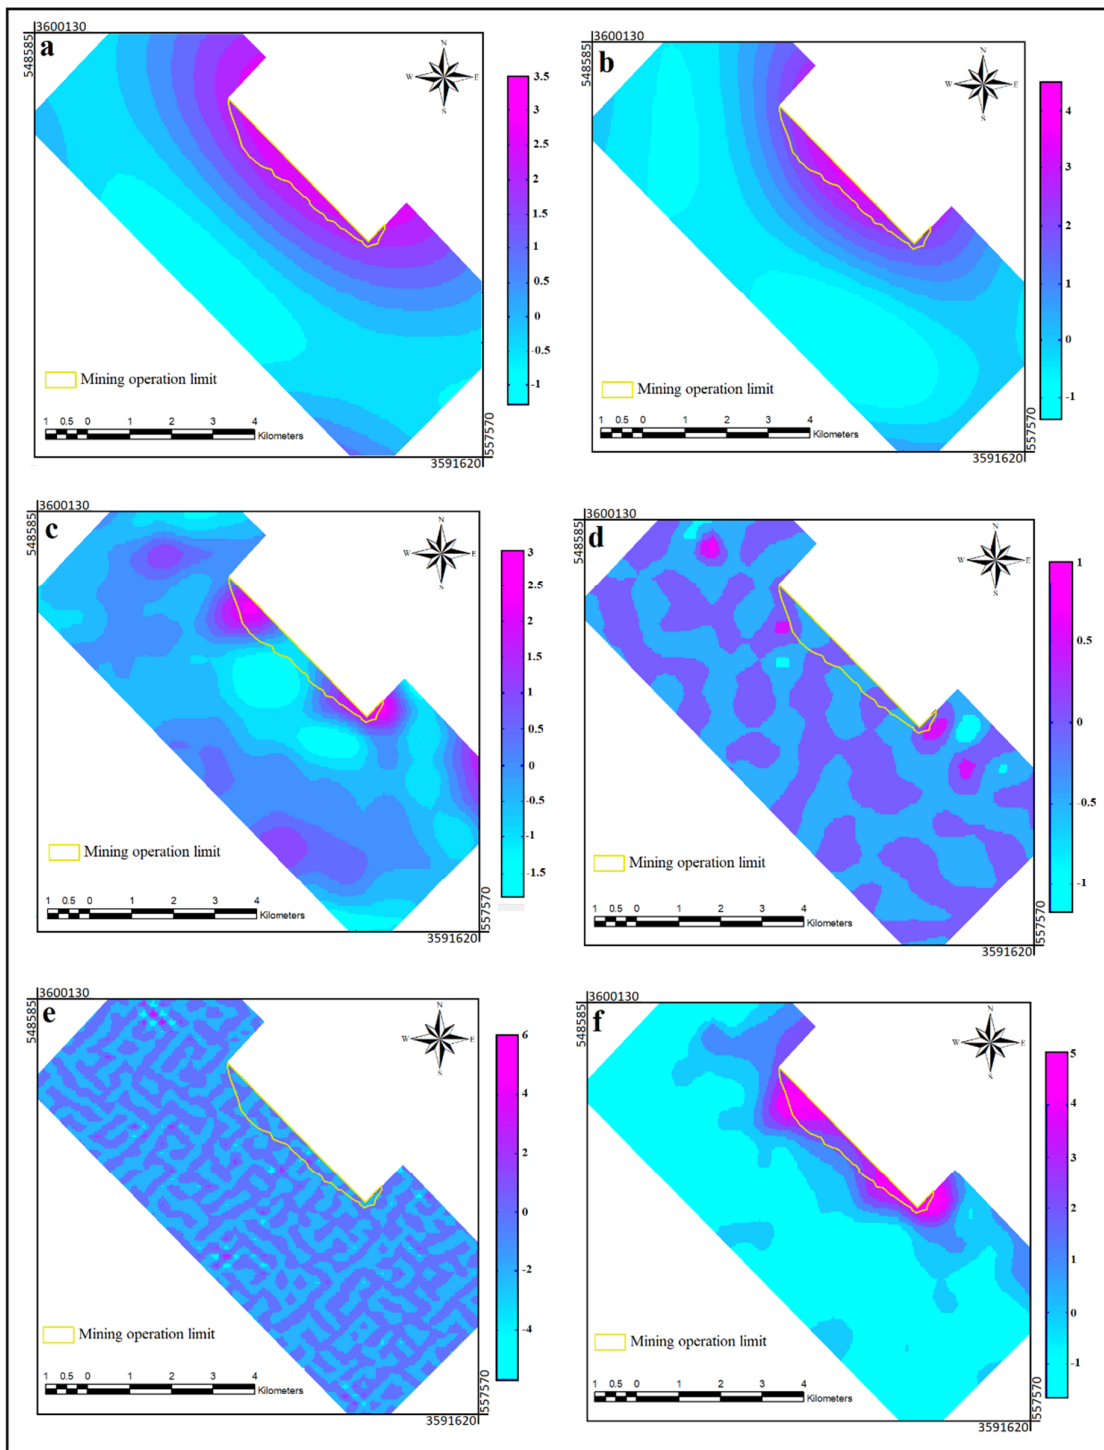 a
3600130
548585
N
W E
S
3.5
3
2.5
2
1.5
1
0.5
0
-0.5
-1
Mining operation limit
1 0.5 0 1 2 3 4
Kilometers
557570
3591620
b
3600130
548585
N
W E
S
4
3
2
1
0
-1
Mining operation limit
1 0.5 0 1 2 3 4
Kilometers
557570
3591620
c
3600130
548585
N
W E
S
3
2.5
2
1.5
1
0.5
0
-0.5
-1
-1.5
Mining operation limit
1 0.5 0 1 2 3 4
Kilometers
557570
3591620
d
3600130
548585
N
W E
S
1
0.5
0
-0.5
-1
Mining operation limit
1 0.5 0 1 2 3 4
Kilometers
557570
3591620
e
3600130
548585
N
W E
S
6
4
2
0
-2
-4
Mining operation limit
1 0.5 0 1 2 3 4
Kilometers
557570
3591620
f
3600130
548585
N
W E
S
5
4
3
2
1
0
-1
Mining operation limit
1 0.5 0 1 2 3 4
Kilometers
557570
3591620